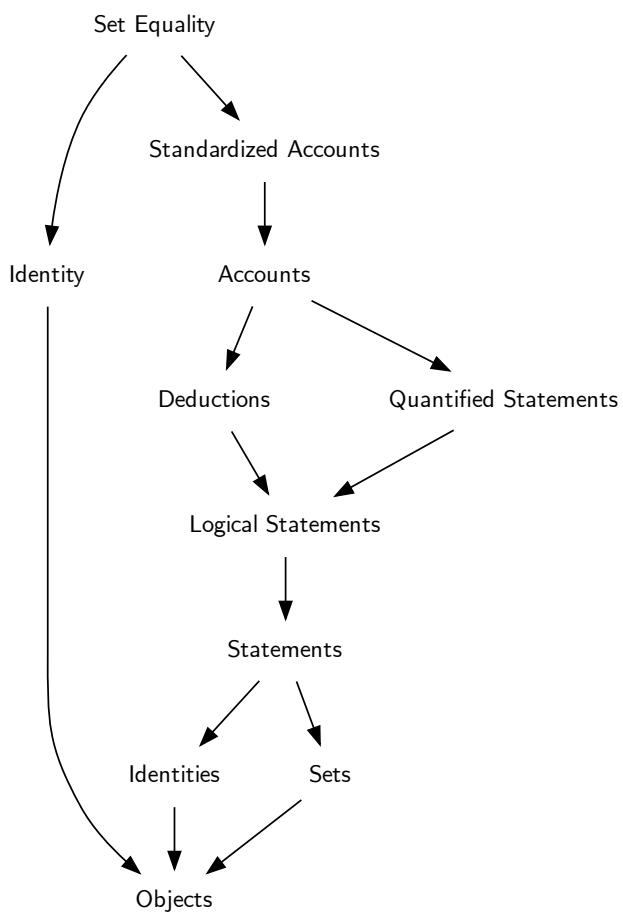 Set Equality
Standardized Accounts
Identity
Accounts
Deductions
Quantified Statements
Logical Statements
Statements
Identities
Sets
Objects